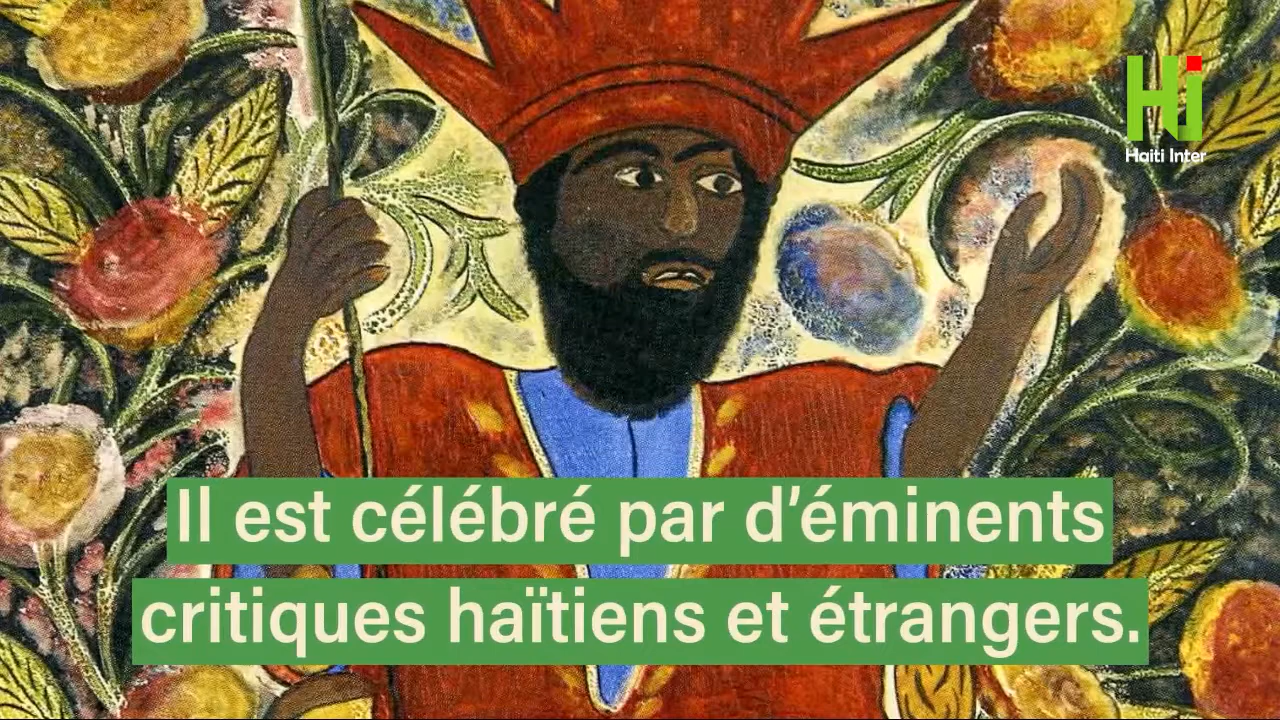 Hi
Haiti Inter
Il est célébré par d’éminents
critiques haïtiens et étrangers.